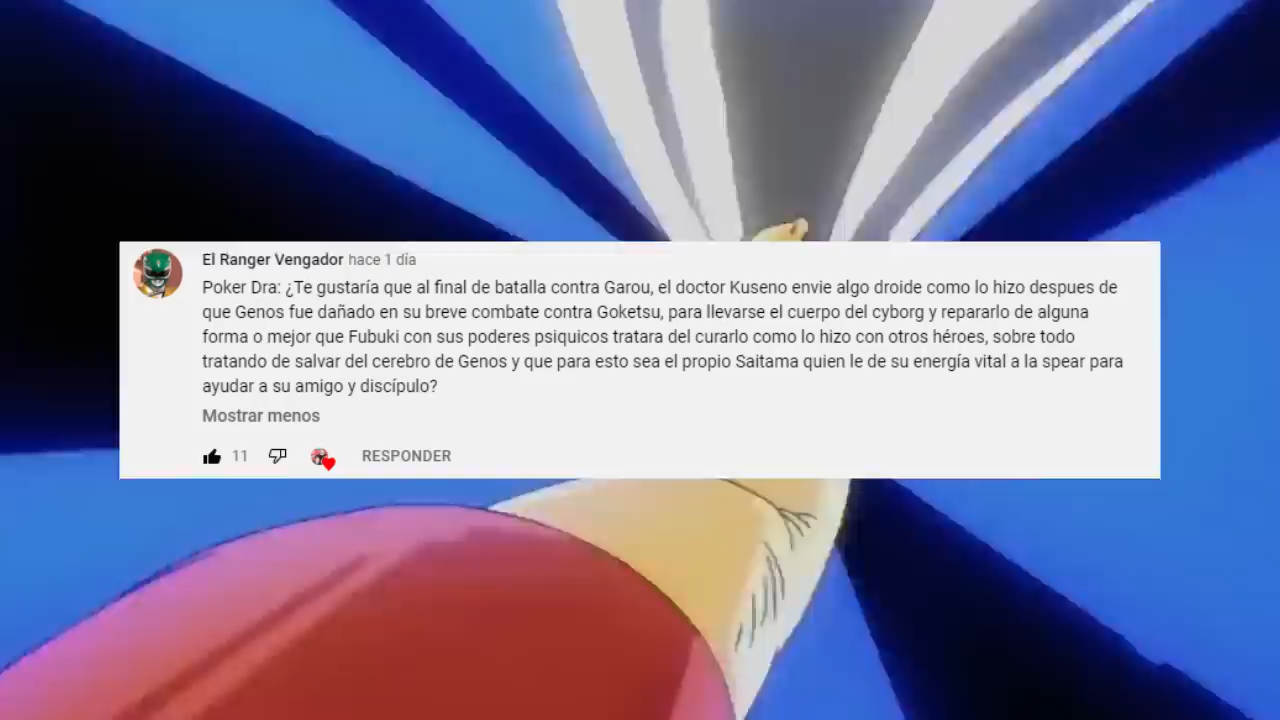 El Ranger Vengador hace 1 día
Poker Dra: ¿Te gustaría que al final de batalla contra Garou, el doctor Kuseno envie algo droide como lo hizo despues de
que Genos fue dañado en su breve combate contra Goketsu, para llevarse el cuerpo del cyborg y repararlo de alguna
forma o mejor que Fubuki con sus poderes psiquicos tratara del curarlo como lo hizo con otros héroes, sobre todo
tratando de salvar del cerebro de Genos y que para esto sea el propio Saitama quien le de su energía vital a la spear para
ayudar a su amigo y discípulo?
Mostrar menos
11 RESPONDER